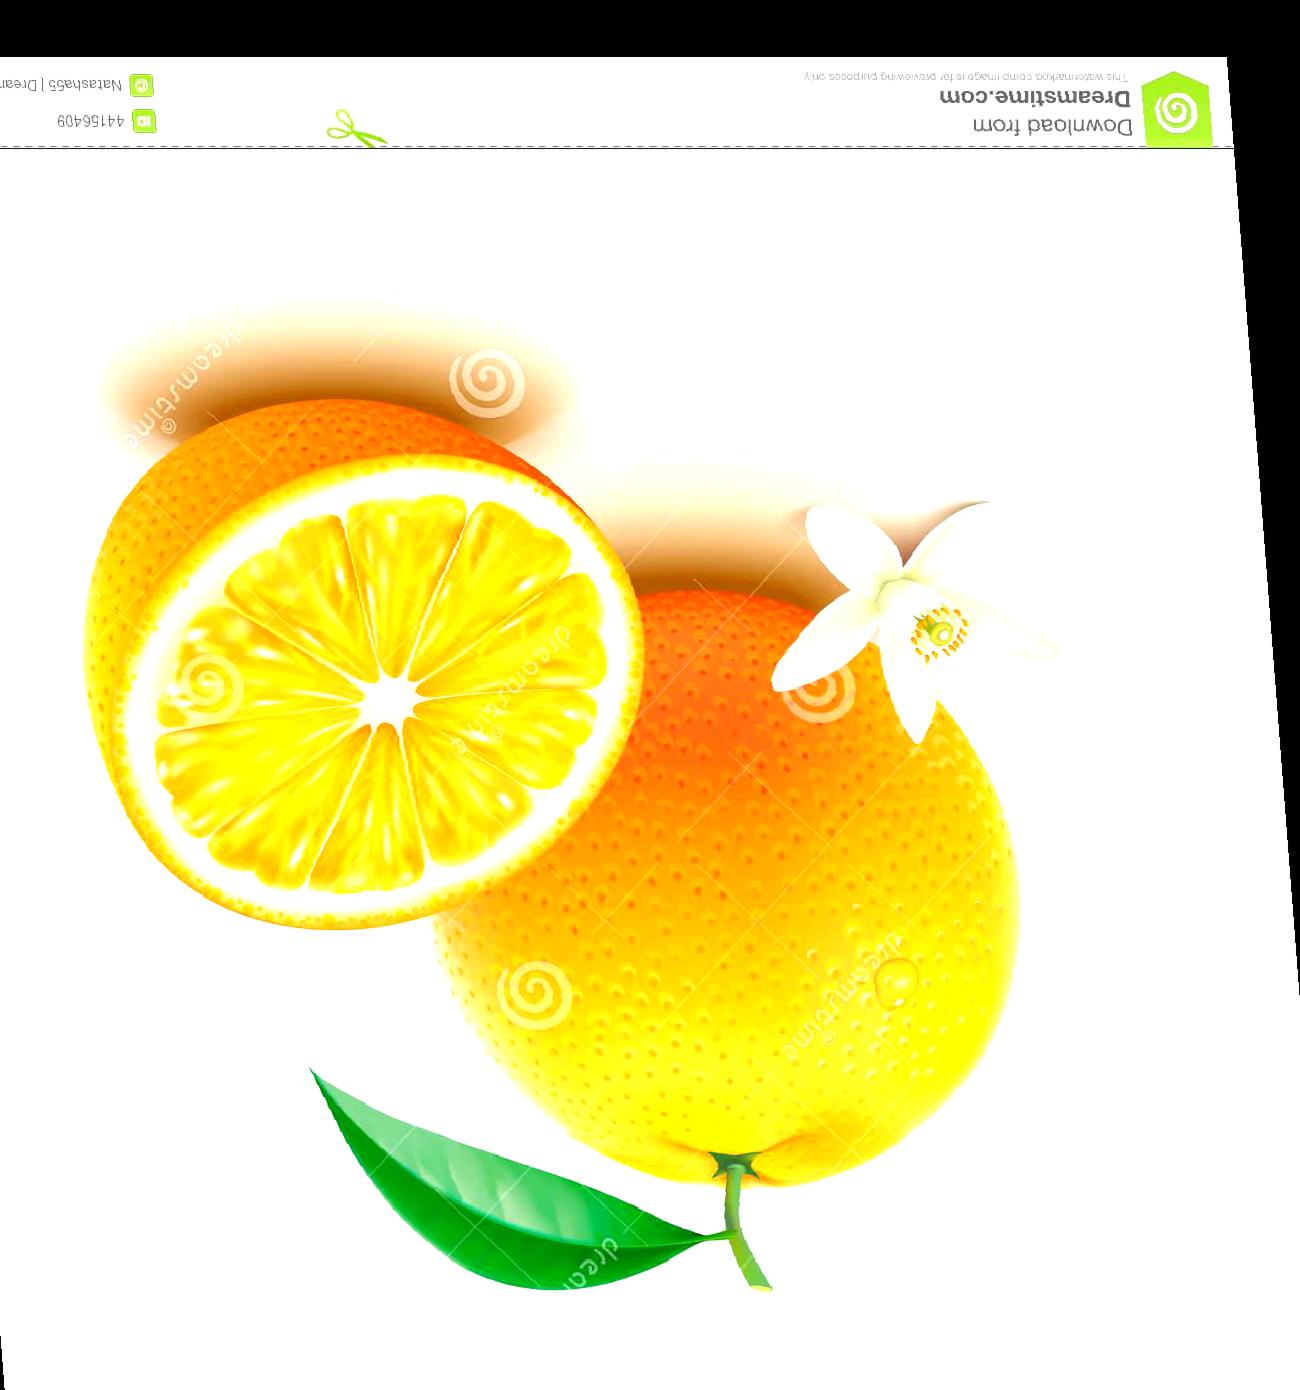 Download from
Dreamstime.com
This watermarked comp image is for previewing purposes only.
44156409
Natasha55 | Dream
dreamstime
dreamstime
dreamstime
dream